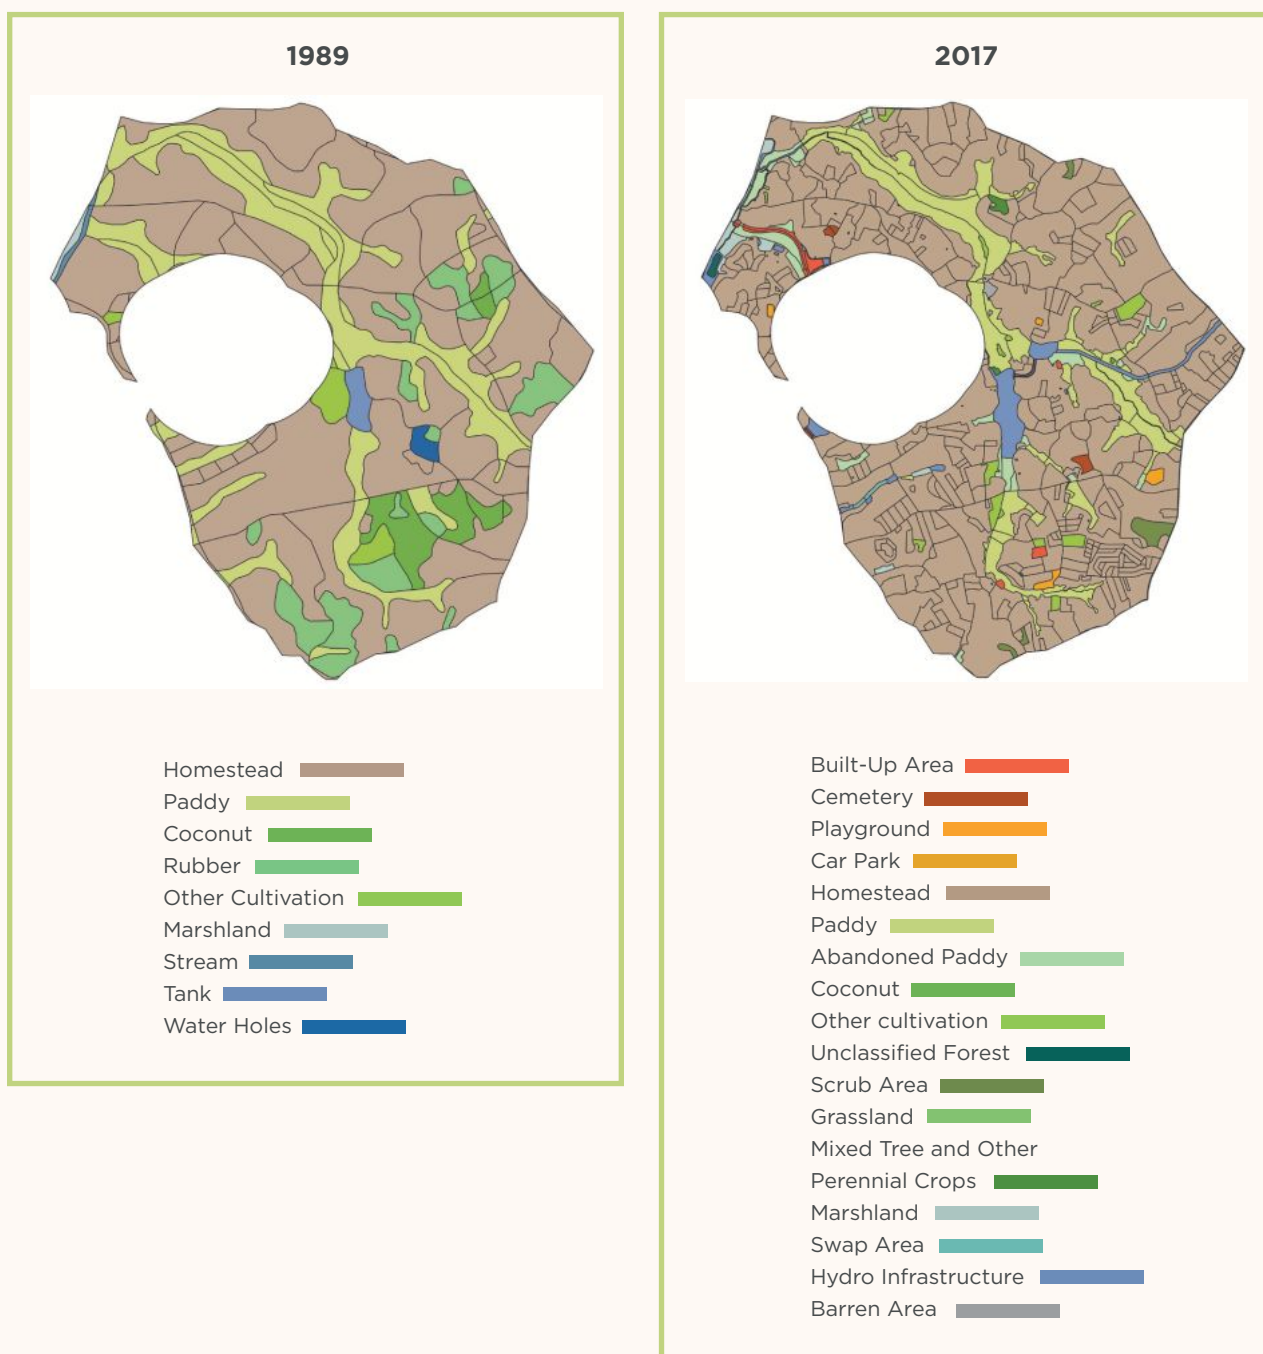 1989
Homestead
Paddy
Coconut
Rubber
Other Cultivation
Marshland
Stream
Tank
Water Holes
2017
Built-Up Area
Cemetery
Playground
Car Park
Homestead
Paddy
Abandoned Paddy
Coconut
Other cultivation
Unclassified Forest
Scrub Area
Grassland
Mixed Tree and Other
Perennial Crops
Marshland
Swap Area
Hydro Infrastructure
Barren Area